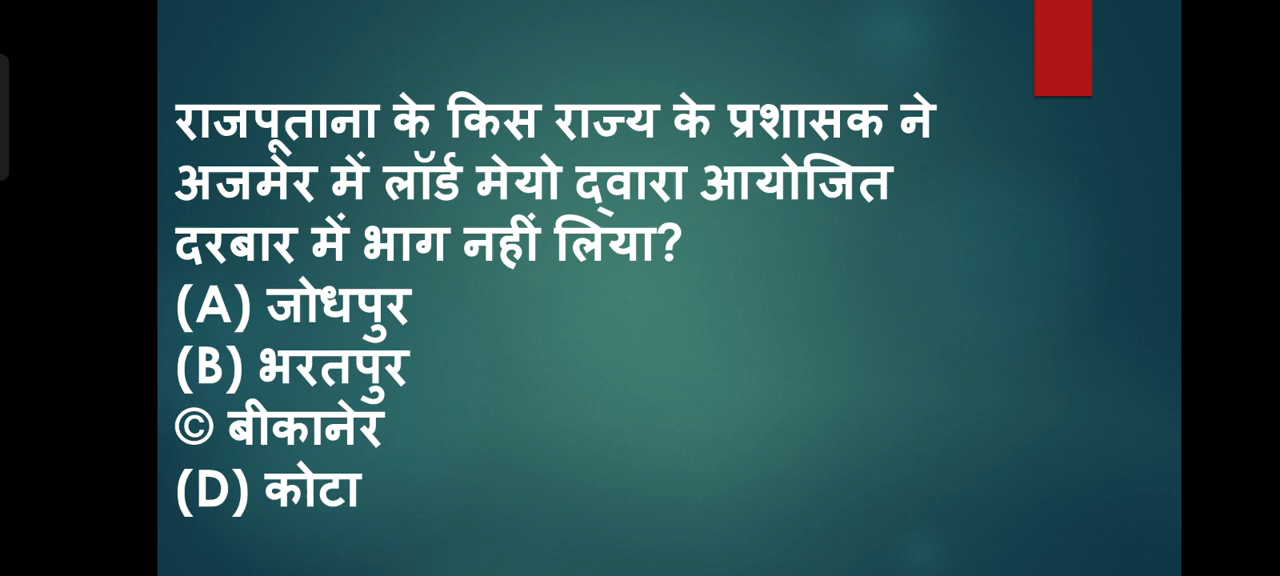 राजपूताना के किस राज्य के प्रशासक ने
अजमेर में लॉर्ड मेयो द्वारा आयोजित
दरबार में भाग नहीं लिया?
(A) जोधपुर
(B) भरतपुर
© बीकानेर
(D) कोटा